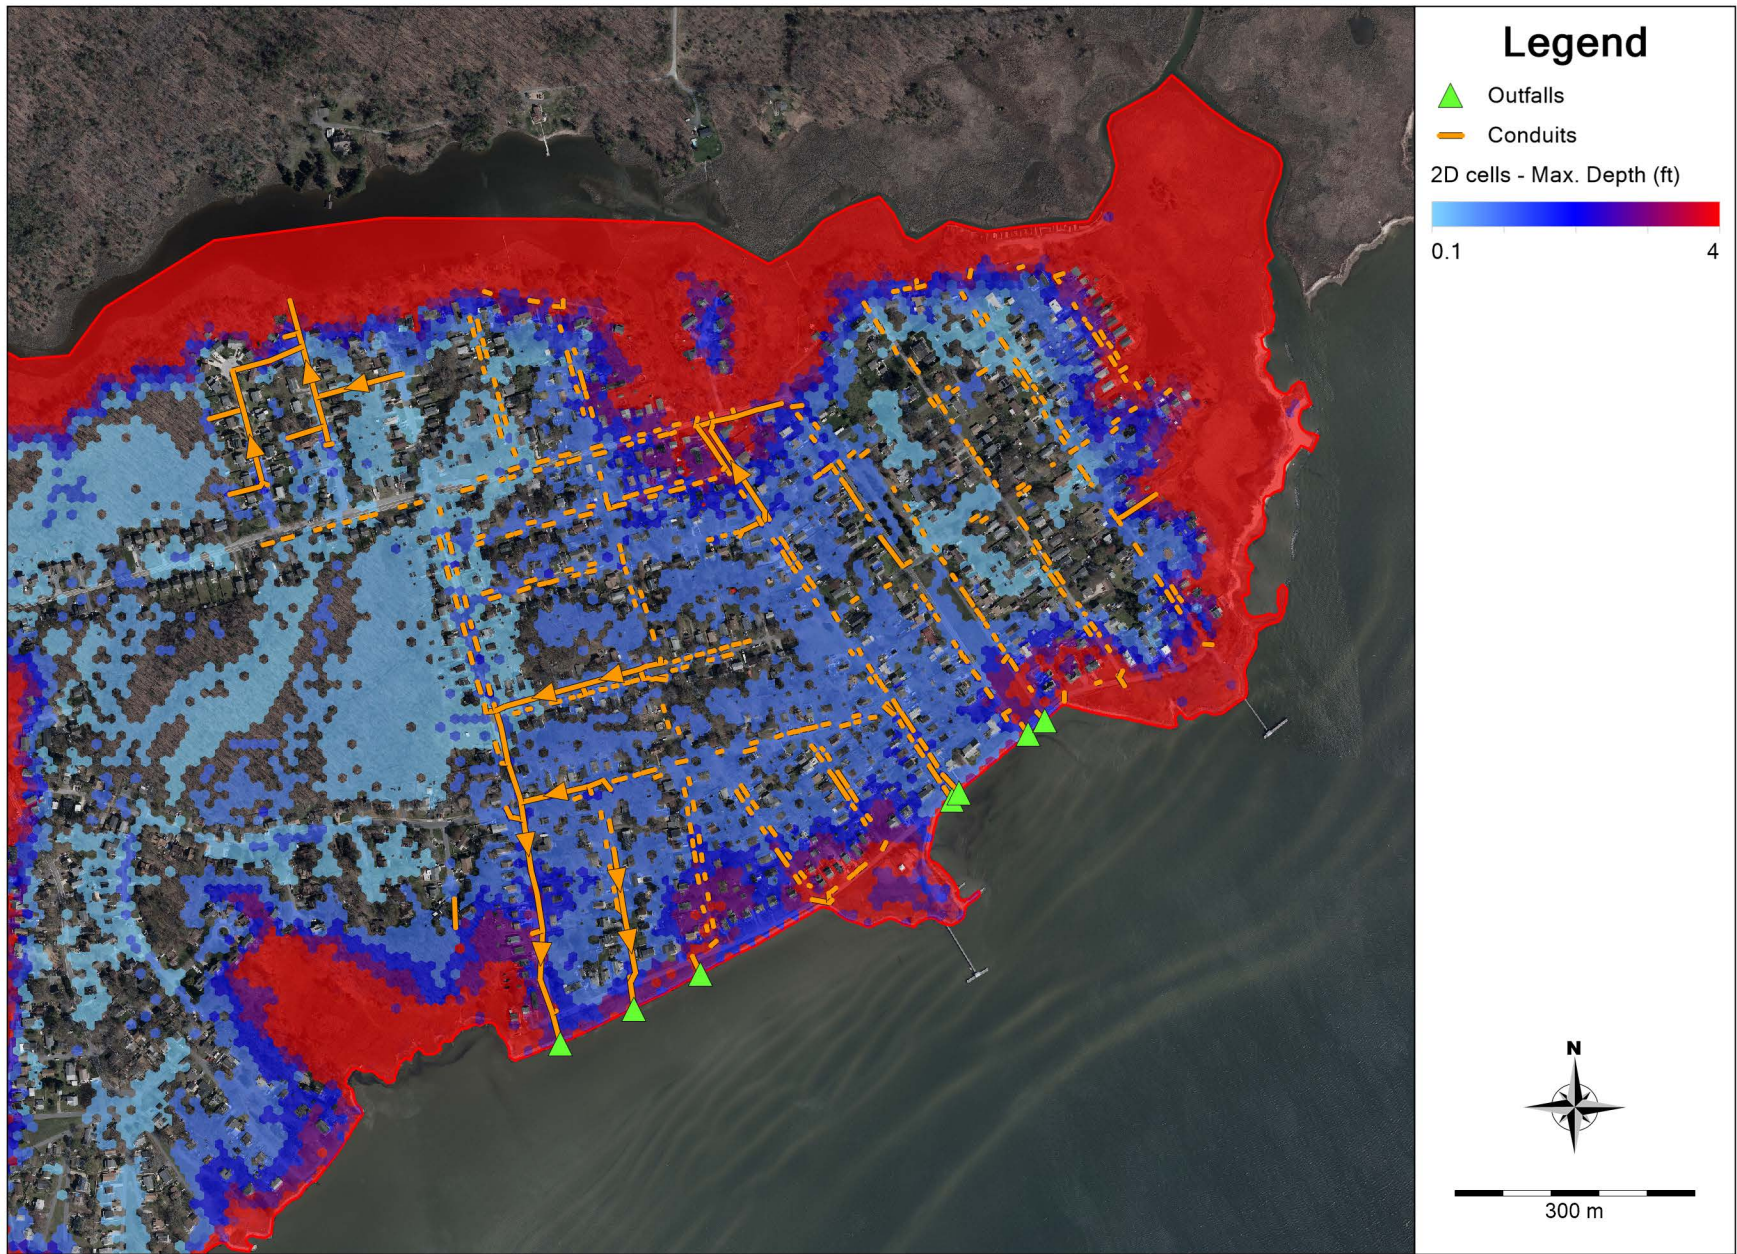 Legend
Outfalls
Conduits
2D cells - Max. Depth (ft)
0.1 4
N
300 m